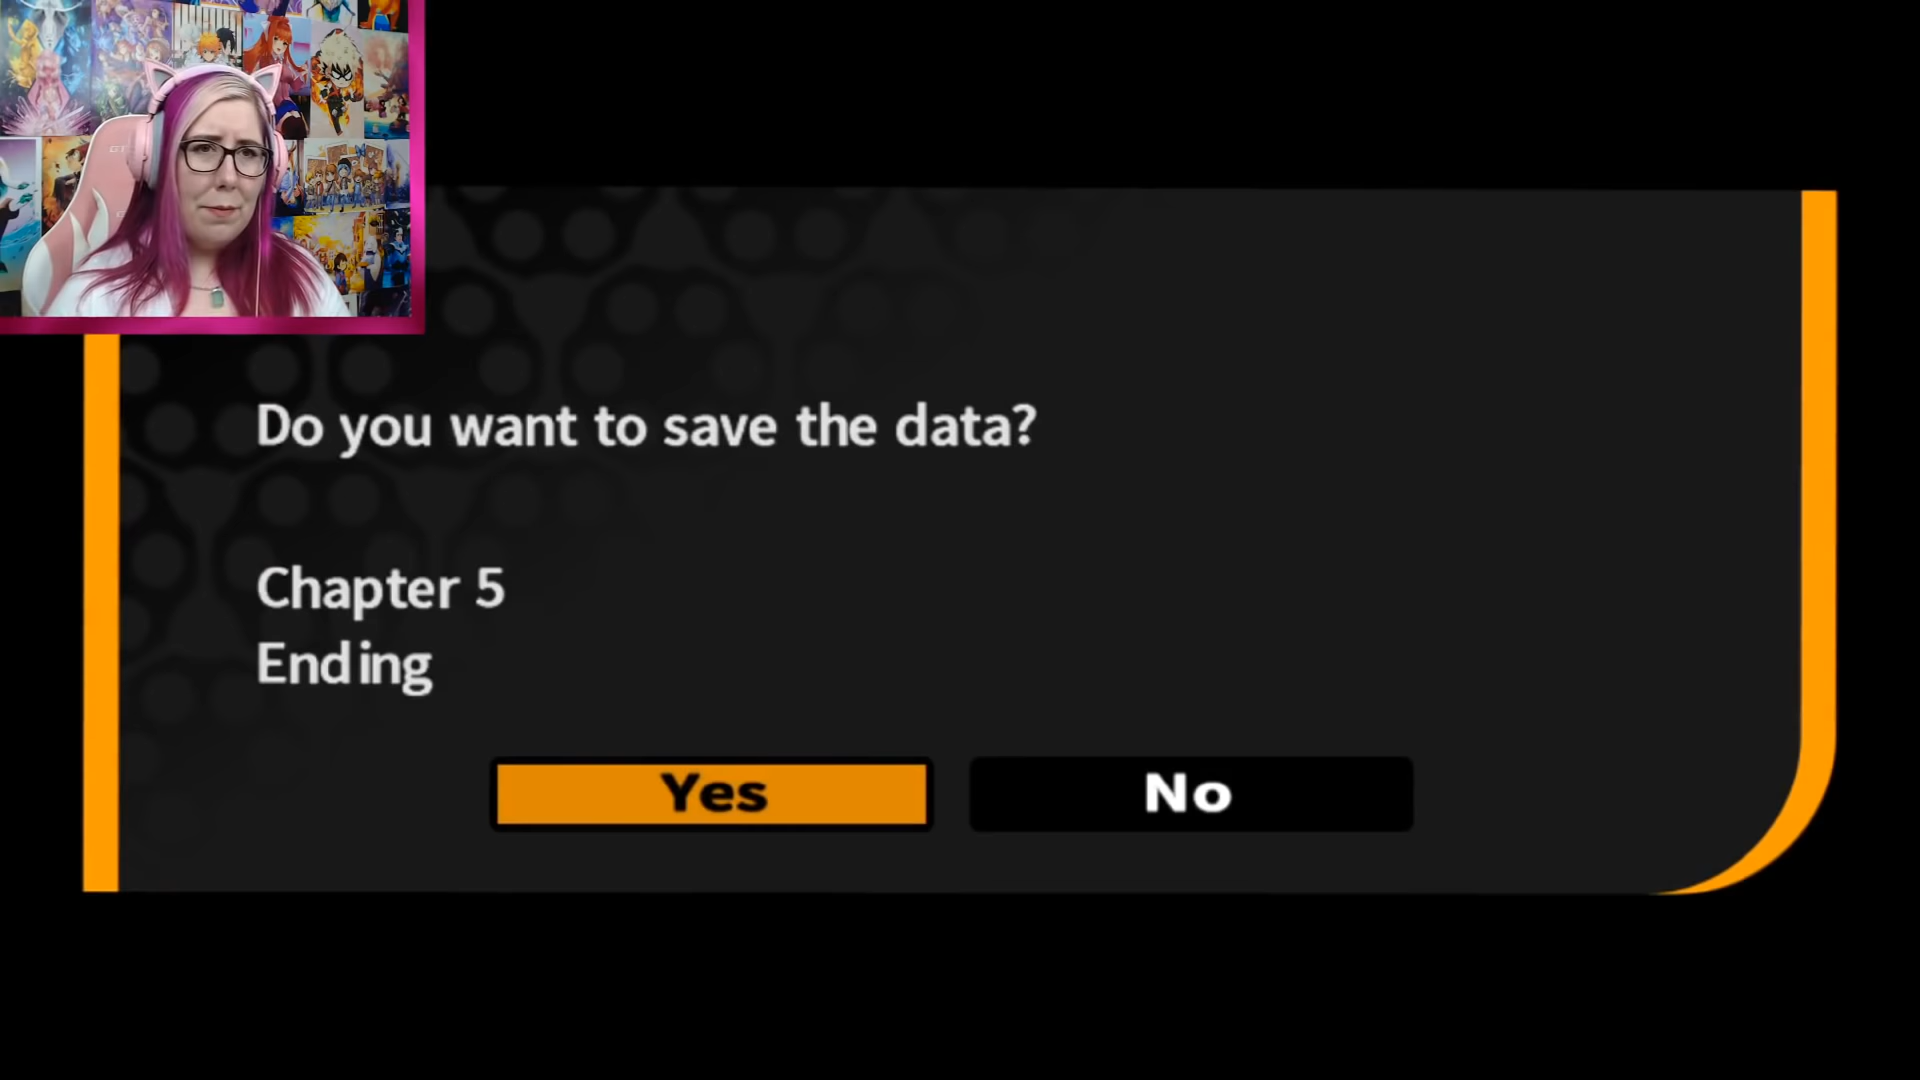 Do you want to save the data?
Chapter 5
Ending
Yes
No